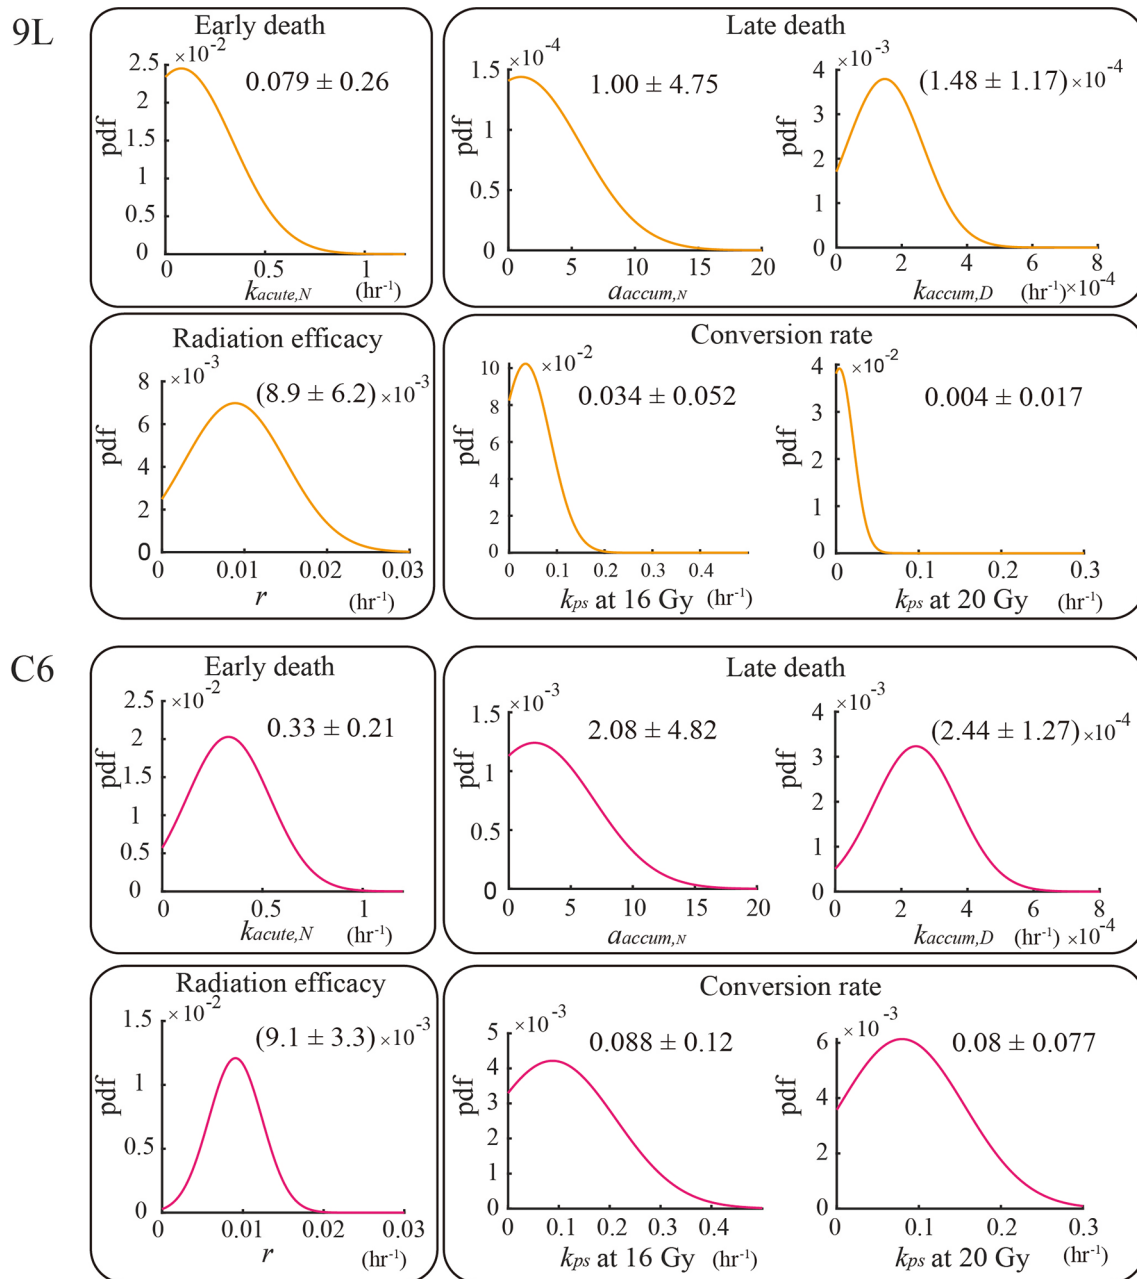 9L
Early death
×10⁻²
0.079 ± 0.26
2.5
2
1.5
1
0.5
0
pdf
0 0.5 1
kacute,N (hr⁻¹)
Late death
×10⁻⁴
1.00 ± 4.75
1.5
1
0.5
0
pdf
0 5 10 15 20
aaccum,N
×10⁻³
(1.48 ± 1.17)×10⁻⁴
4
3
2
1
0
pdf
0 2 4 6 8
kaccum,D (hr⁻¹)×10⁻⁴
Radiation efficacy
×10⁻³
(8.9 ± 6.2)×10⁻³
8
6
4
2
0
pdf
0 0.01 0.02 0.03
r (hr⁻¹)
Conversion rate
×10⁻²
0.034 ± 0.052
10
8
6
4
2
0
pdf
0 0.1 0.2 0.3 0.4
kps at 16 Gy (hr⁻¹)
×10⁻²
0.004 ± 0.017
4
3
2
1
0
pdf
0 0.1 0.2 0.3
kps at 20 Gy (hr⁻¹)
C6
Early death
×10⁻²
0.33 ± 0.21
2.5
2
1.5
1
0.5
0
pdf
0 0.5 1
kacute,N (hr⁻¹)
Late death
×10⁻³
2.08 ± 4.82
1.5
1
0.5
0
pdf
0 5 10 15 20
aaccum,N
×10⁻³
(2.44 ± 1.27)×10⁻⁴
4
3
2
1
0
pdf
0 2 4 6 8
kaccum,D (hr⁻¹) ×10⁻⁴
Radiation efficacy
×10⁻²
(9.1 ± 3.3)×10⁻³
1.5
1
0.5
0
pdf
0 0.01 0.02 0.03
r (hr⁻¹)
Conversion rate
×10⁻³
0.088 ± 0.12
5
4
3
2
1
0
pdf
0 0.1 0.2 0.3 0.4
kps at 16 Gy (hr⁻¹)
×10⁻³
0.08 ± 0.077
6
4
2
0
pdf
0 0.1 0.2 0.3
kps at 20 Gy (hr⁻¹)